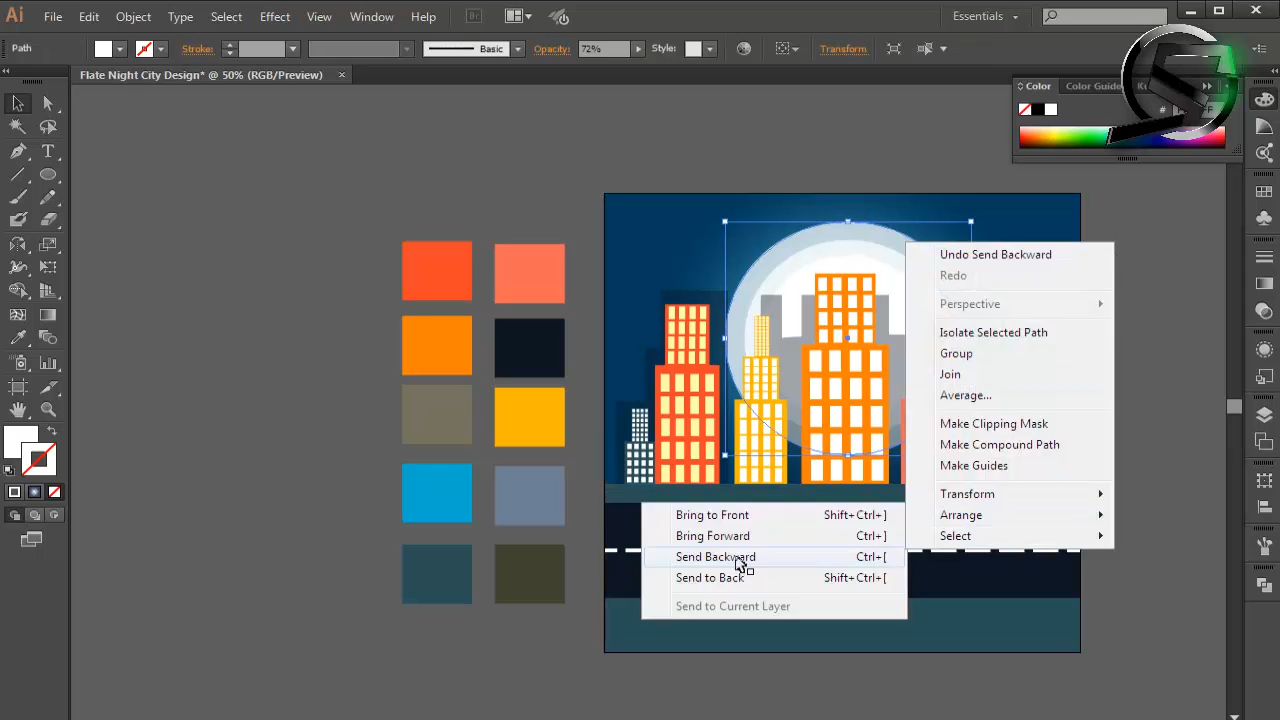 Ai File Edit Object Type Select Effect View Window Help Br Essentials
Path Stroke: Basic Opacity: 72% Style: Transform
Flate Night City Design* @ 50% (RGB/Preview)
Color Color Guide
#
T
Undo Send Backward
Redo
Perspective
Isolate Selected Path
Group
Join
Average...
Make Clipping Mask
Make Compound Path
Make Guides
Transform
Arrange
Select
Bring to Front Shift+Ctrl+]
Bring Forward Ctrl+]
Send Backward Ctrl+[
Send to Back Shift+Ctrl+[
Send to Current Layer